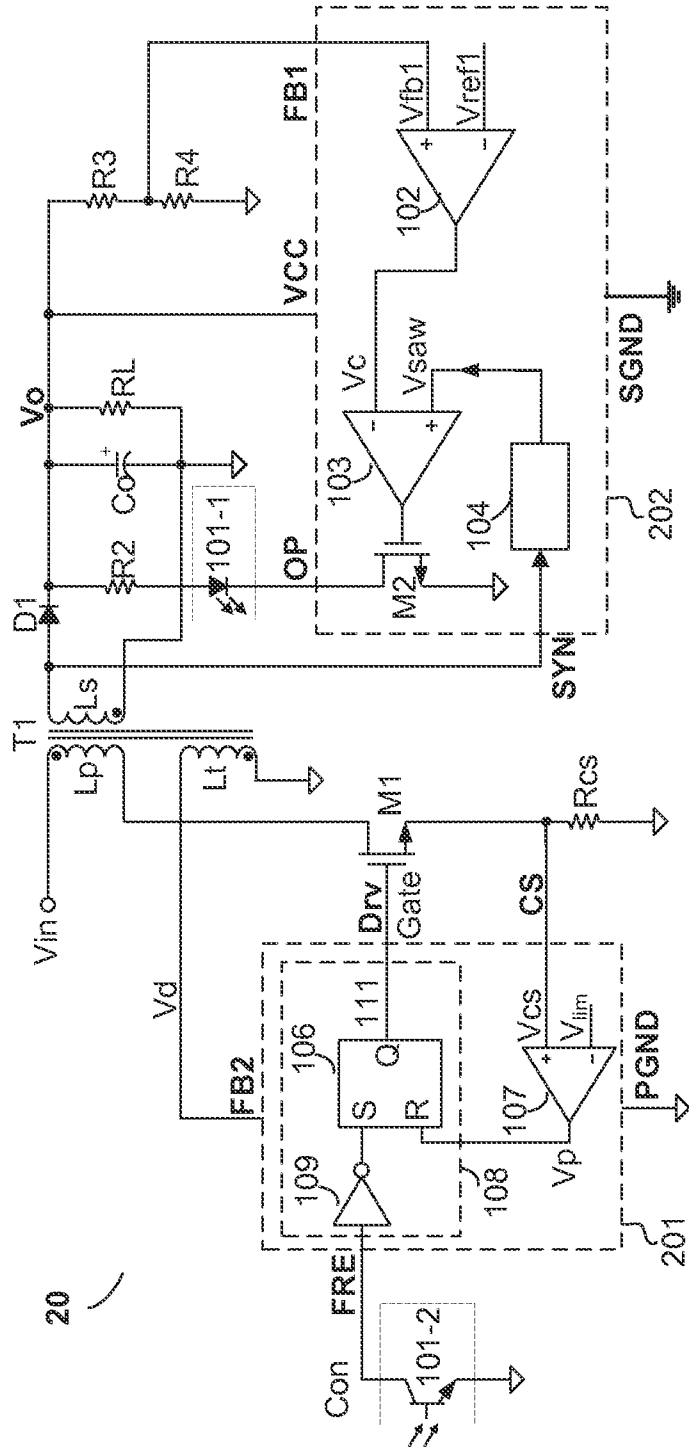 20
Vin
T1
Lp
Ls
Lt
D1
Vo
R2
101-1
Co
+
RL
R3
R4
VCC
FB1
OP
Vd
FB2
FRE
Con
101-2
109
S
R
Q
106
111
108
Drv
Gate
M1
CS
Rcs
Vcs
Vlim
+
-
107
Vp
201
PGND
SYN
M2
103
-
+
Vc
Vsaw
104
102
Vfb1
Vref1
+
-
202
SGND